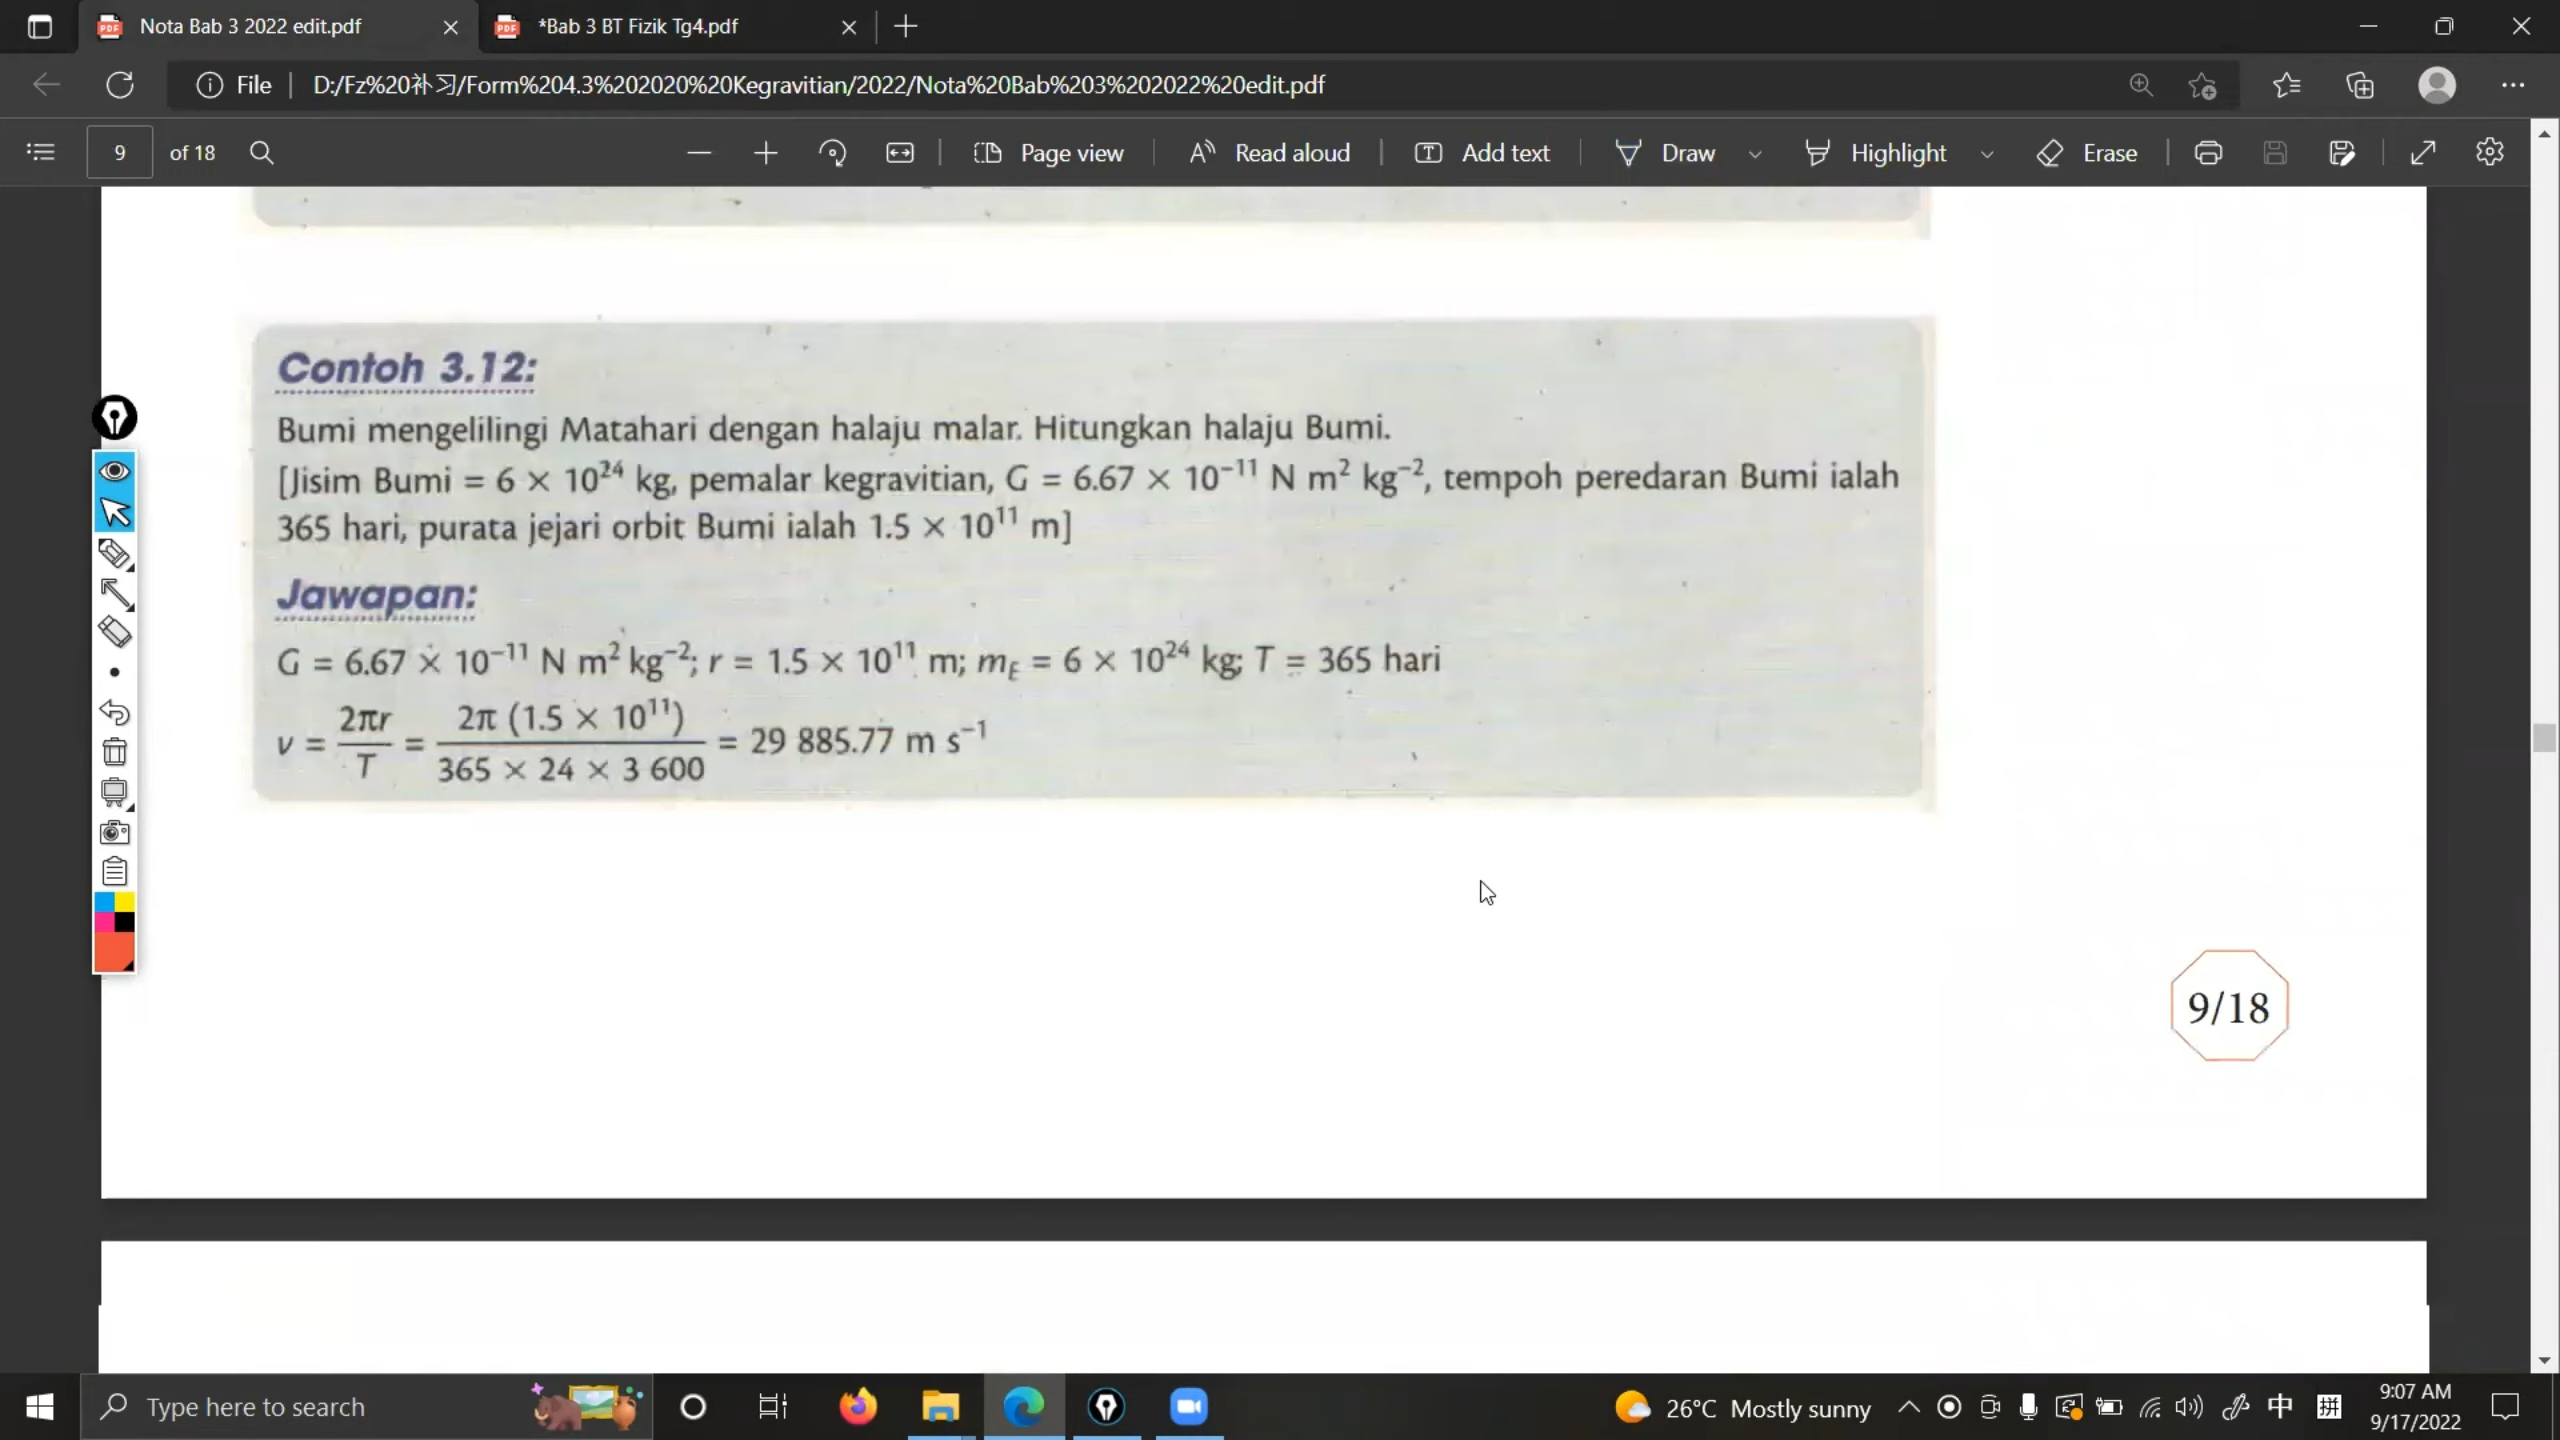 Nota Bab 3 2022 edit.pdf
*Bab 3 BT Fizik Tg4.pdf
File
D:/Fz%20补习/Form%204.3%202020%20Kegravitian/2022/Nota%20Bab%203%202022%20edit.pdf
9 of 18
Page view
Read aloud
Add text
Draw
Highlight
Erase
Contoh 3.12:
Bumi mengelilingi Matahari dengan halaju malar. Hitungkan halaju Bumi.
[Jisim Bumi = 6 × 10²⁴ kg, pemalar kegravitian, G = 6.67 × 10⁻¹¹ N m² kg⁻², tempoh peredaran Bumi ialah
365 hari, purata jejari orbit Bumi ialah 1.5 × 10¹¹ m]
Jawapan:
G = 6.67 × 10⁻¹¹ N m² kg⁻²; r = 1.5 × 10¹¹ m; m_E = 6 × 10²⁴ kg; T = 365 hari
v = 2πr/T = 2π (1.5 × 10¹¹)/365 × 24 × 3 600 = 29 885.77 m s⁻¹
9/18
Type here to search
26°C Mostly sunny
中
拼
9:07 AM
9/17/2022